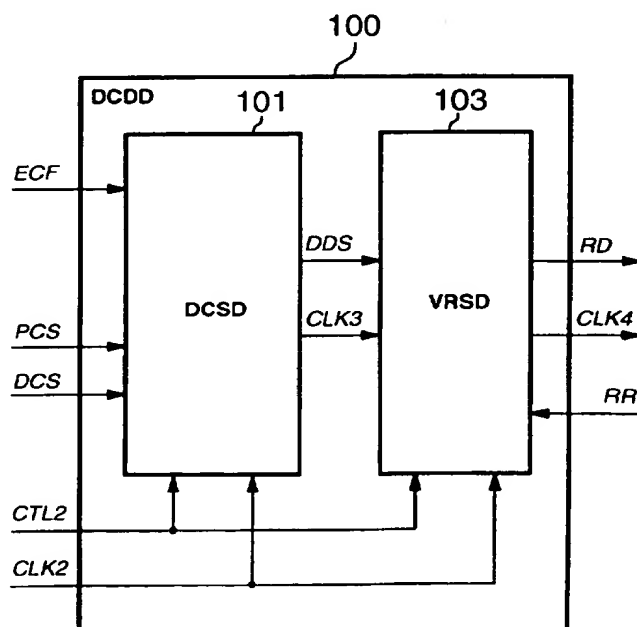 100
DCDD
101
103
ECF
DDS
RD
DCSD
VRSD
PCS
CLK3
CLK4
DCS
RR
CTL2
CLK2